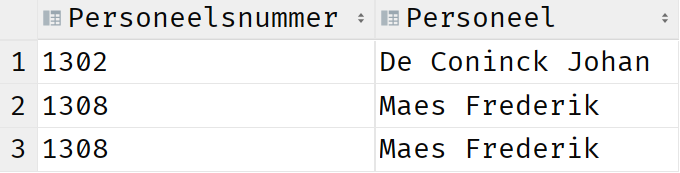 Personeelsnummer Personeel
1 1302 De Coninck Johan
2 1308 Maes Frederik
3 1308 Maes Frederik